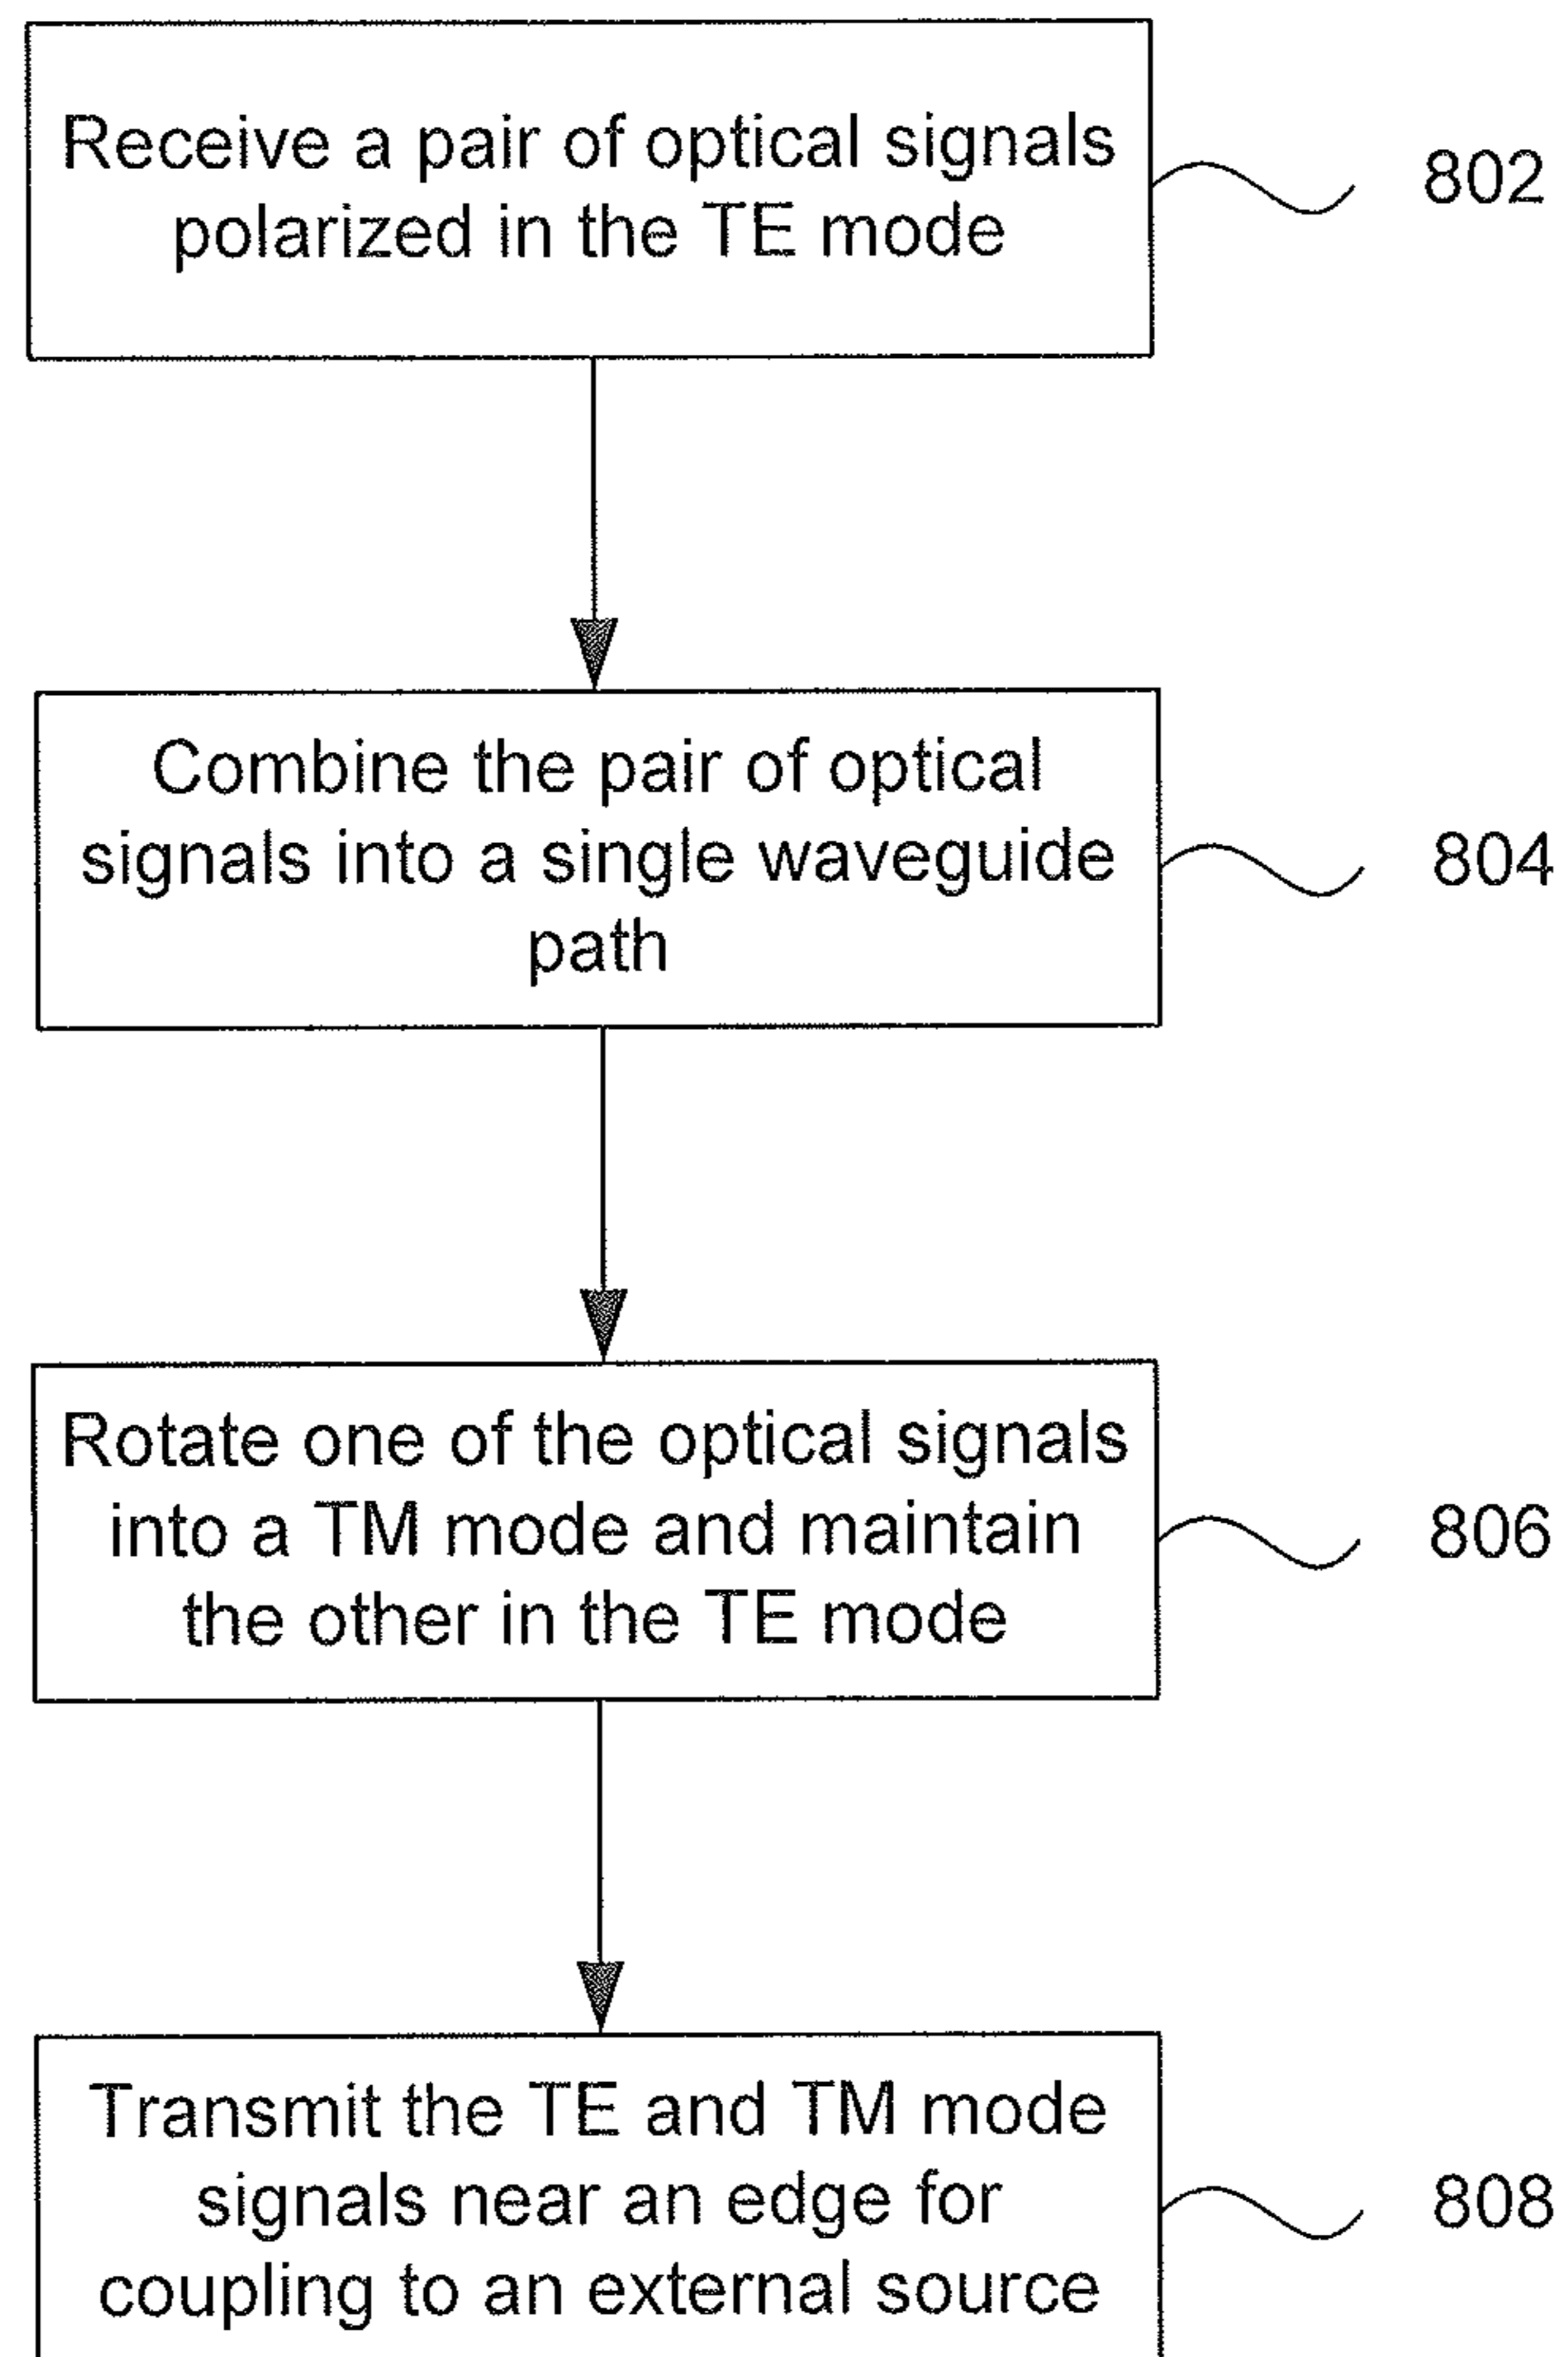 Receive a pair of optical signals
polarized in the TE mode
802
Combine the pair of optical
signals into a single waveguide
path
804
Rotate one of the optical signals
into a TM mode and maintain
the other in the TE mode
806
Transmit the TE and TM mode
signals near an edge for
coupling to an external source
808